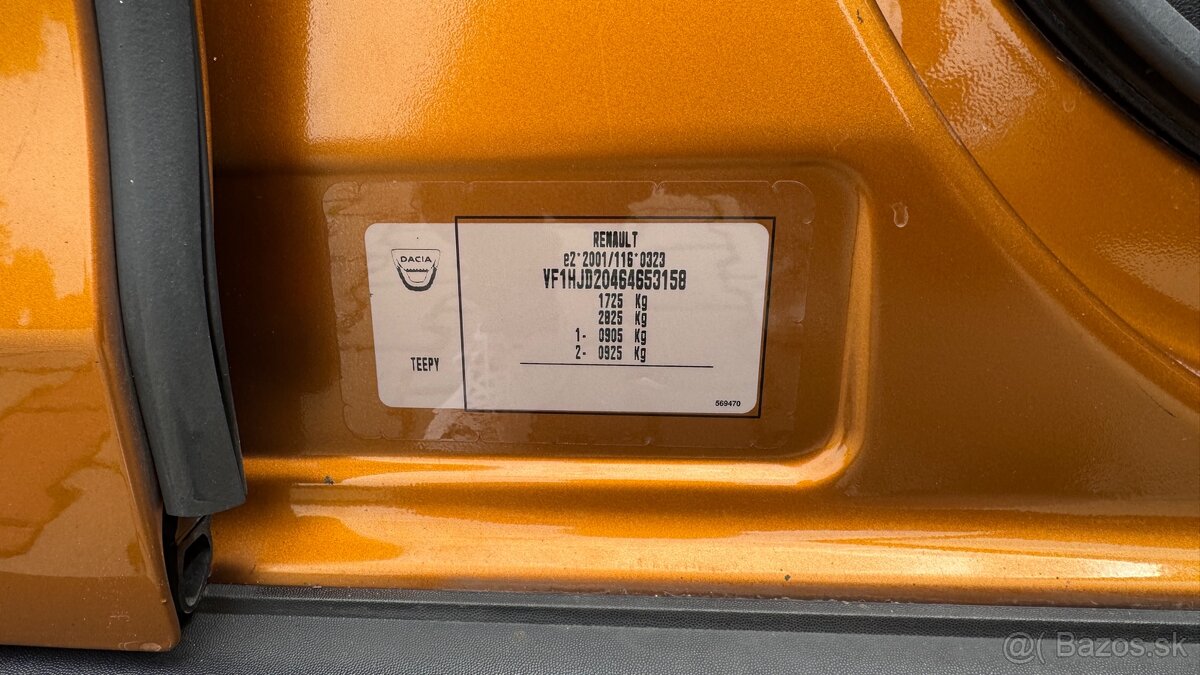 RENAULT
e2*2001/116*0323
VF1HJD20464653158
1725 Kg
2825 Kg
1- 0905 Kg
2- 0925 Kg
DACIA
TEEPY
569470
@( Bazos.sk